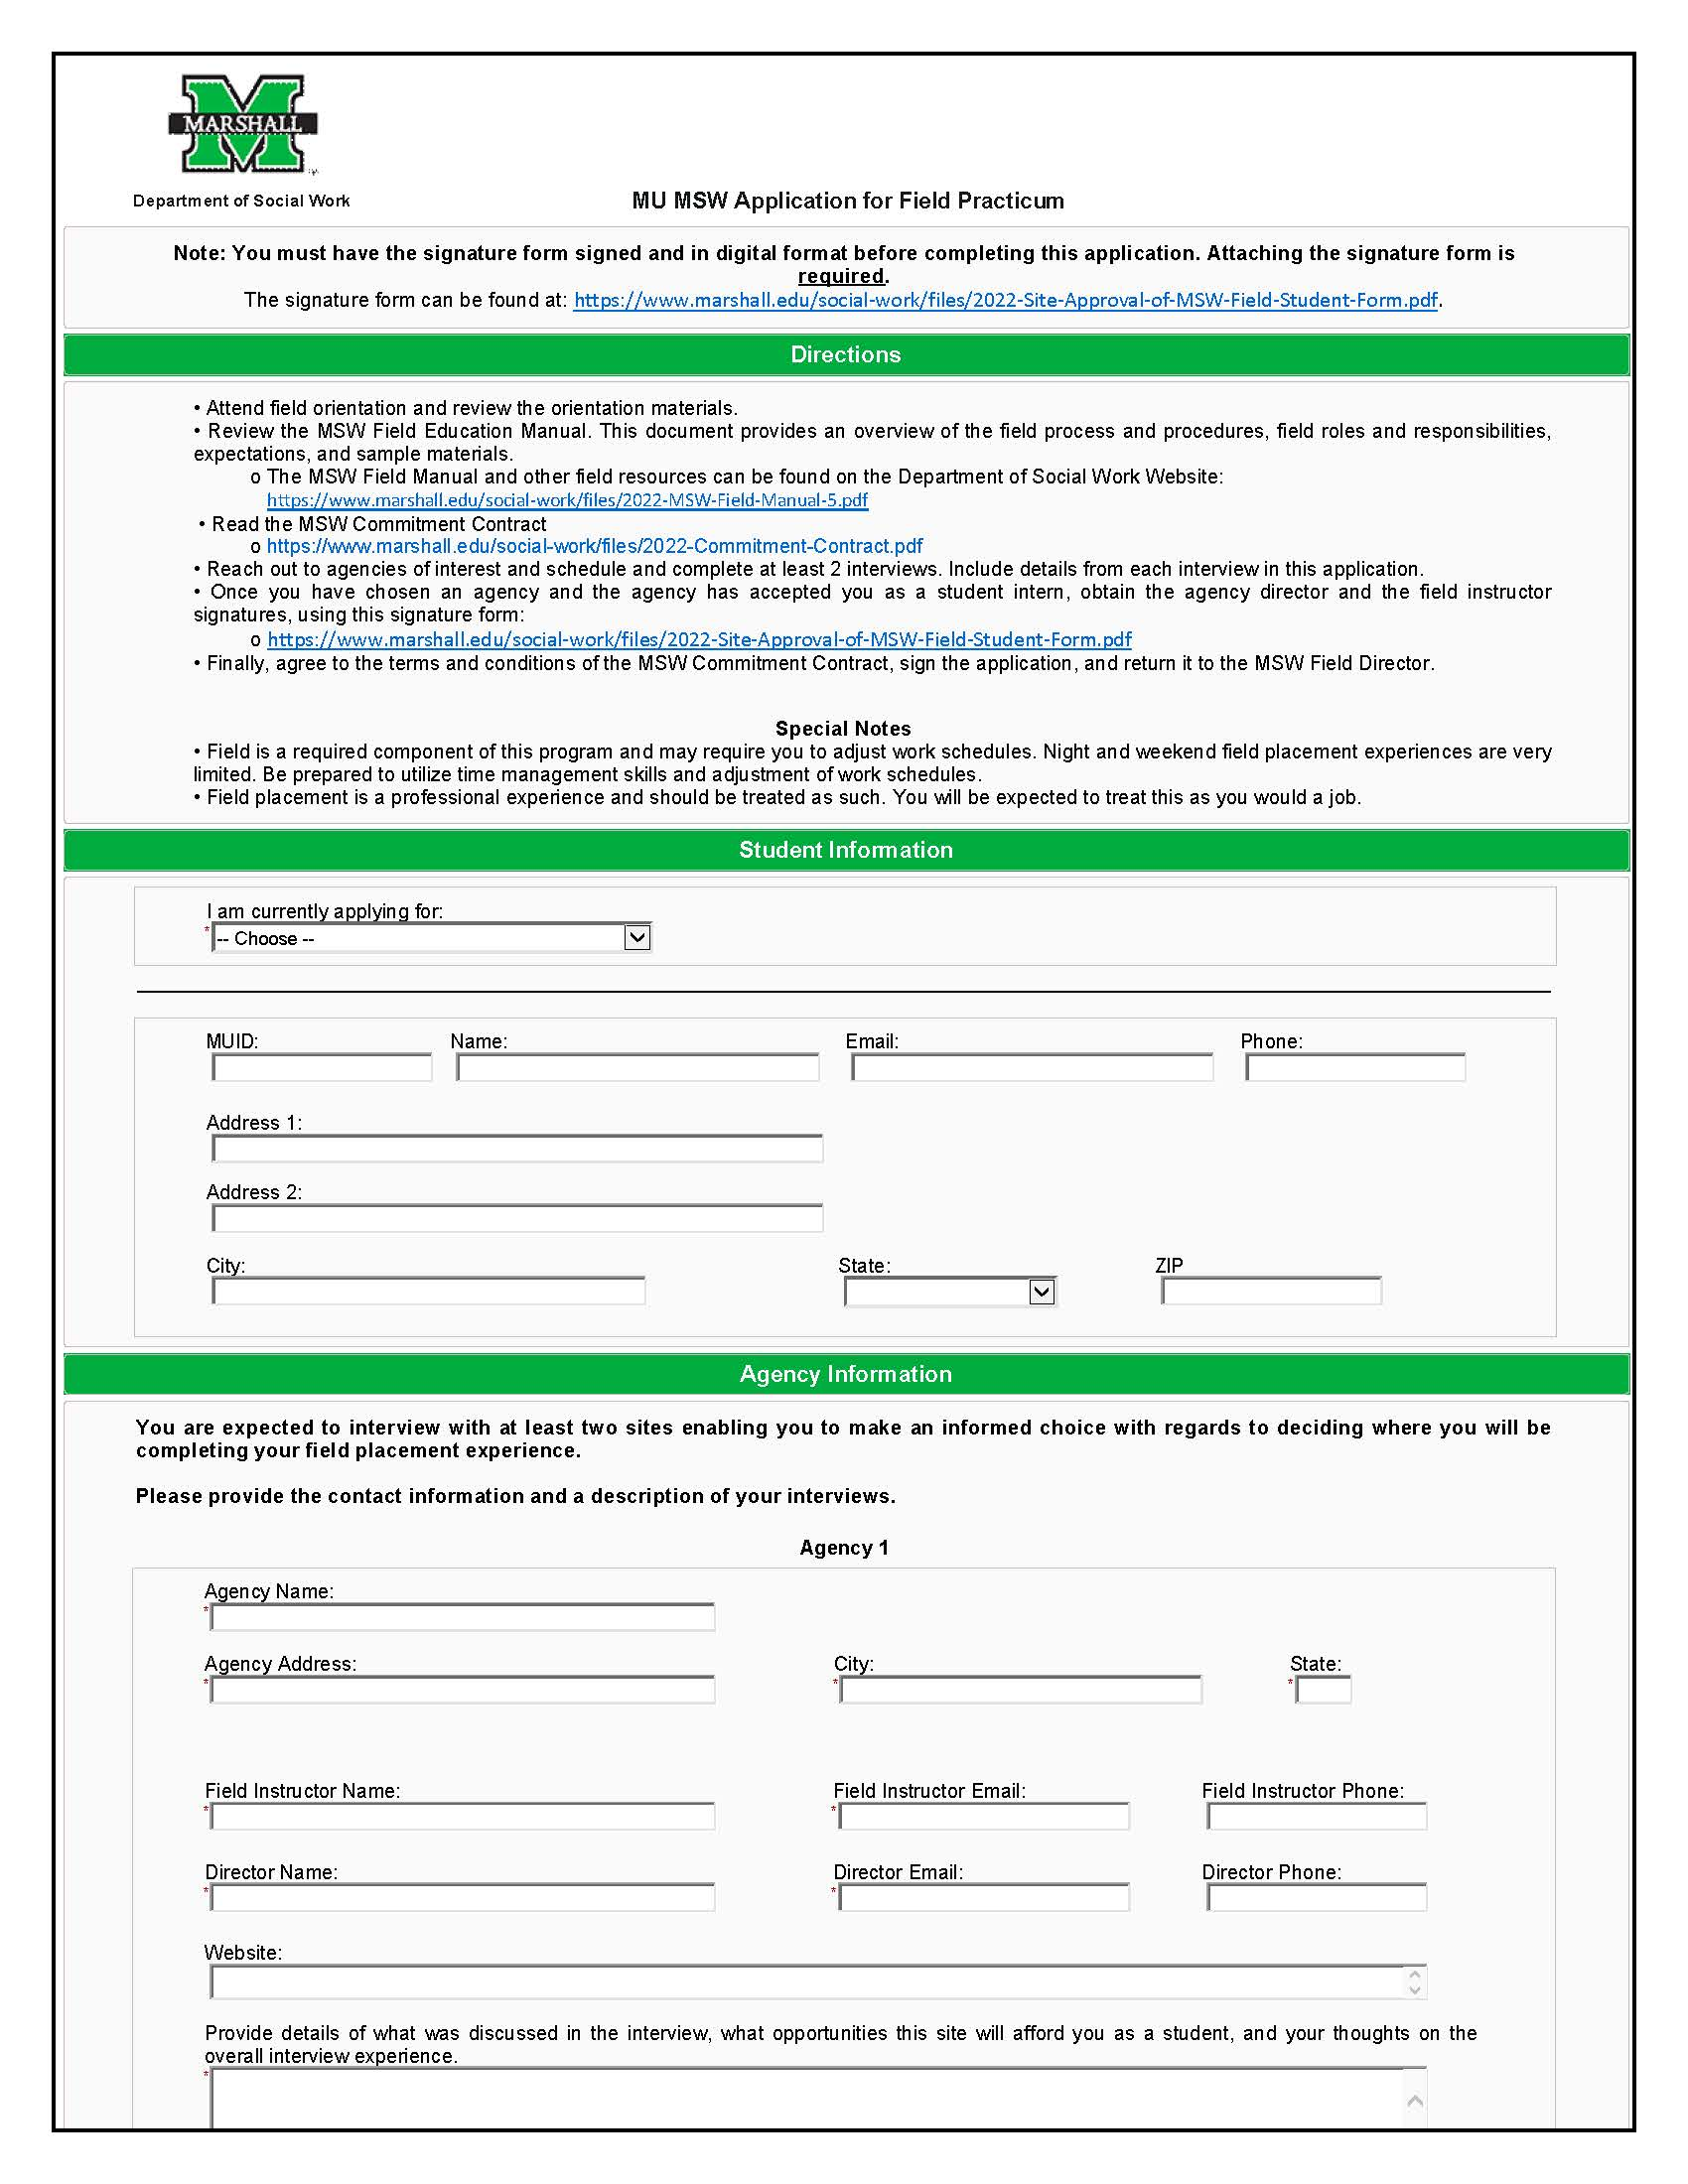 MARSHALL
Department of Social Work
MU MSW Application for Field Practicum
Note: You must have the signature form signed and in digital format before completing this application. Attaching the signature form is
required.
The signature form can be found at: https://www.marshall.edu/social-work/files/2022-Site-Approval-of-MSW-Field-Student-Form.pdf.
Directions
• Attend field orientation and review the orientation materials.
• Review the MSW Field Education Manual. This document provides an overview of the field process and procedures, field roles and responsibilities,
expectations, and sample materials.
o The MSW Field Manual and other field resources can be found on the Department of Social Work Website:
https://www.marshall.edu/social-work/files/2022-MSW-Field-Manual-5.pdf
• Read the MSW Commitment Contract
o https://www.marshall.edu/social-work/files/2022-Commitment-Contract.pdf
• Reach out to agencies of interest and schedule and complete at least 2 interviews. Include details from each interview in this application.
• Once you have chosen an agency and the agency has accepted you as a student intern, obtain the agency director and the field instructor
signatures, using this signature form:
o https://www.marshall.edu/social-work/files/2022-Site-Approval-of-MSW-Field-Student-Form.pdf
• Finally, agree to the terms and conditions of the MSW Commitment Contract, sign the application, and return it to the MSW Field Director.
Special Notes
• Field is a required component of this program and may require you to adjust work schedules. Night and weekend field placement experiences are very
limited. Be prepared to utilize time management skills and adjustment of work schedules.
• Field placement is a professional experience and should be treated as such. You will be expected to treat this as you would a job.
Student Information
I am currently applying for:
* -- Choose --
MUID: Name: Email: Phone:
Address 1:
Address 2:
City: State: ZIP
Agency Information
You are expected to interview with at least two sites enabling you to make an informed choice with regards to deciding where you will be
completing your field placement experience.
Please provide the contact information and a description of your interviews.
Agency 1
Agency Name:
*
Agency Address: City: State:
* * *
Field Instructor Name: Field Instructor Email: Field Instructor Phone:
* *
Director Name: Director Email: Director Phone:
* *
Website:
Provide details of what was discussed in the interview, what opportunities this site will afford you as a student, and your thoughts on the
overall interview experience.
*